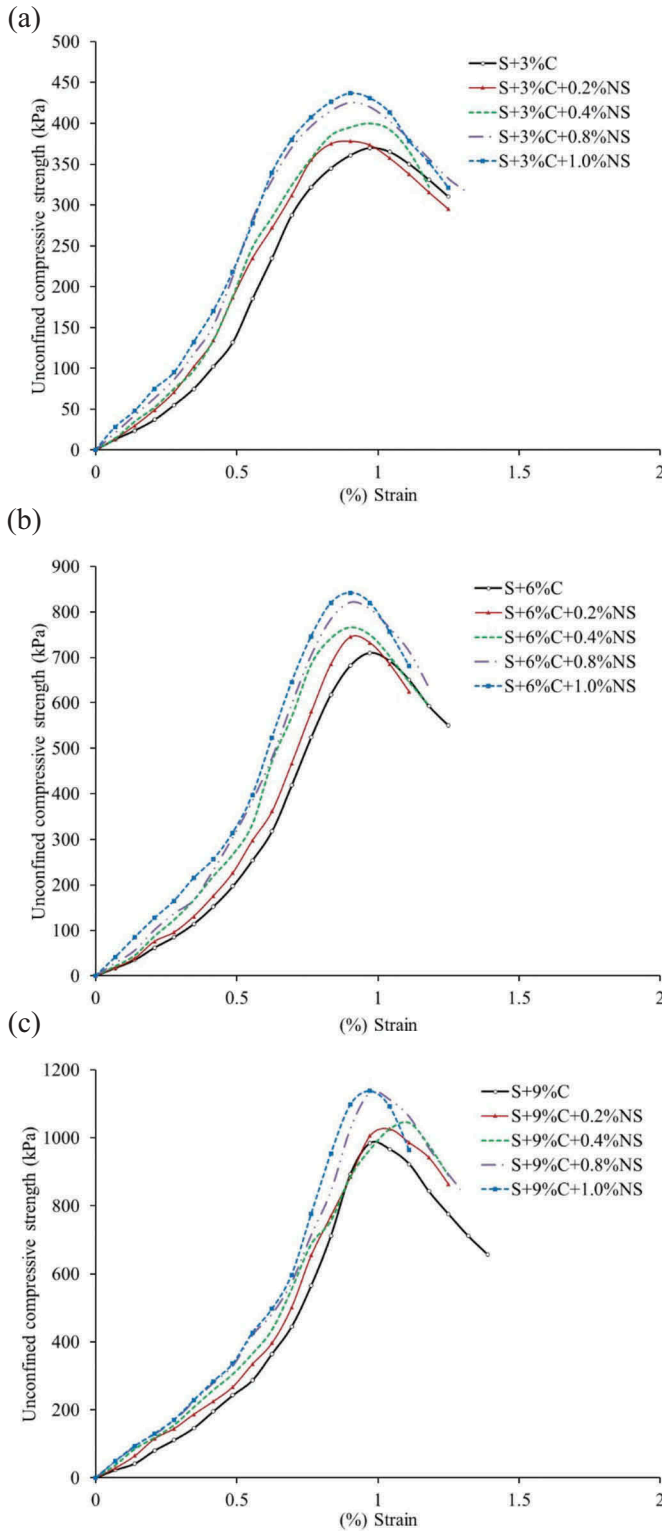 (a)
500
450
400
350
300
250
200
150
100
50
0
Unconfined compressive strength (kPa)
S+3%C
S+3%C+0.2%NS
S+3%C+0.4%NS
S+3%C+0.8%NS
S+3%C+1.0%NS
0 0.5 1 1.5 2
(%) Strain
(b)
900
800
700
600
500
400
300
200
100
0
Unconfined compressive strength (kPa)
S+6%C
S+6%C+0.2%NS
S+6%C+0.4%NS
S+6%C+0.8%NS
S+6%C+1.0%NS
0 0.5 1 1.5 2
(%) Strain
(c)
1200
1000
800
600
400
200
0
Unconfined compressive strength (kPa)
S+9%C
S+9%C+0.2%NS
S+9%C+0.4%NS
S+9%C+0.8%NS
S+9%C+1.0%NS
0 0.5 1 1.5 2
(%) Strain